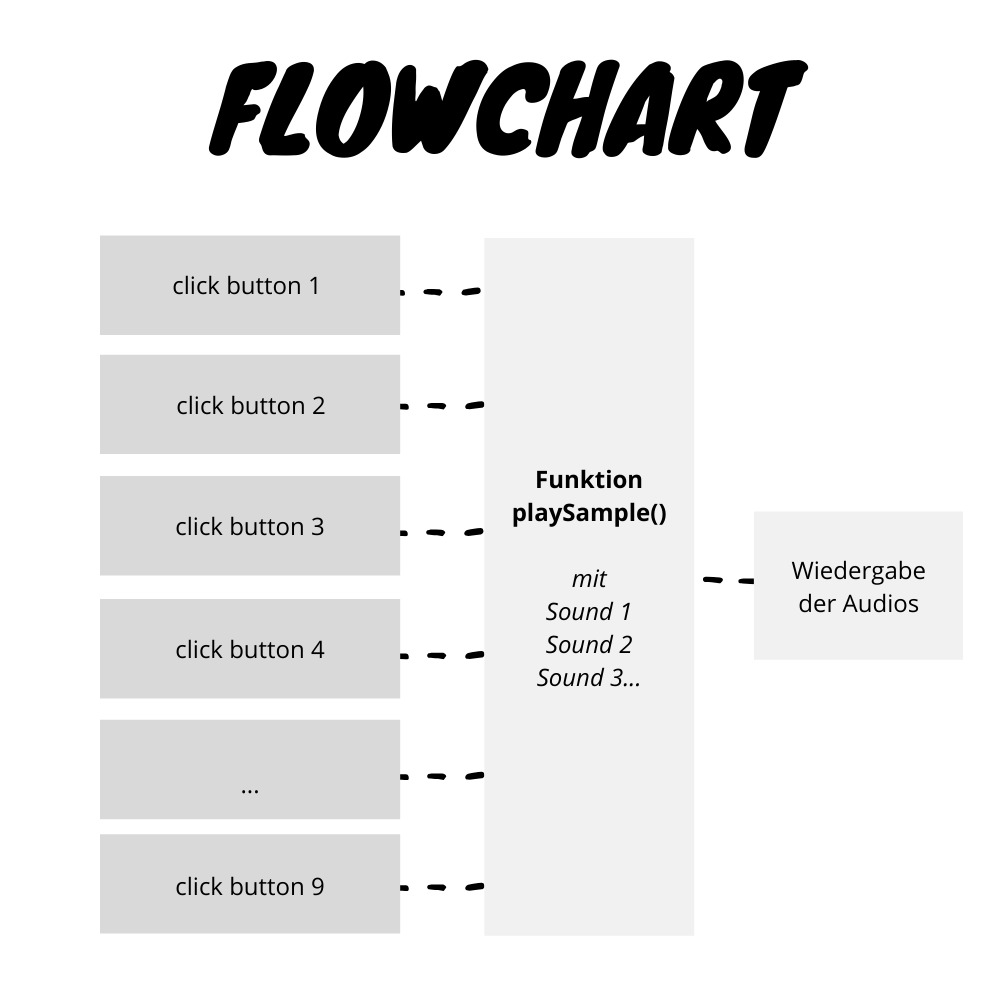 FLOWCHART
click button 1
click button 2
click button 3
click button 4
...
click button 9
Funktion
playSample()
mit
Sound 1
Sound 2
Sound 3...
Wiedergabe
der Audios